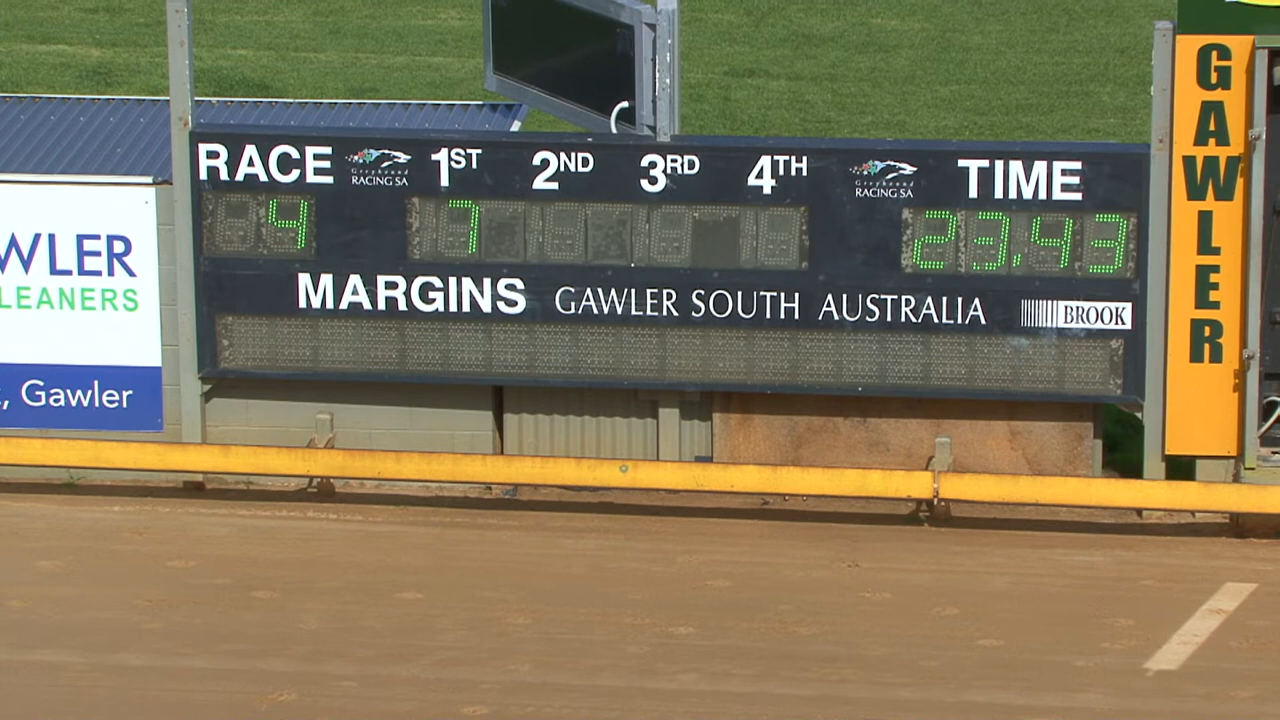 RACE Greyhound RACING SA 1ST 2ND 3RD 4TH Greyhound RACING SA TIME
4 7 23.43
MARGINS GAWLER SOUTH AUSTRALIA BROOK
WLER
LEANERS
, Gawler
GAWLER